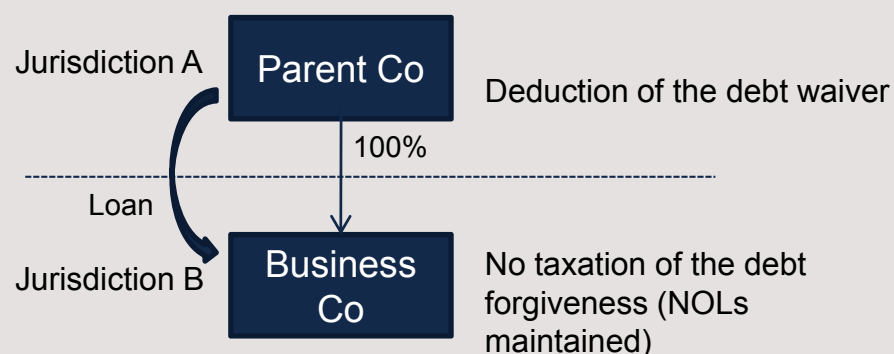 Jurisdiction A
Parent Co
Deduction of the debt waiver
100%
Loan
Jurisdiction B
Business
Co
No taxation of the debt
forgiveness (NOLs
maintained)